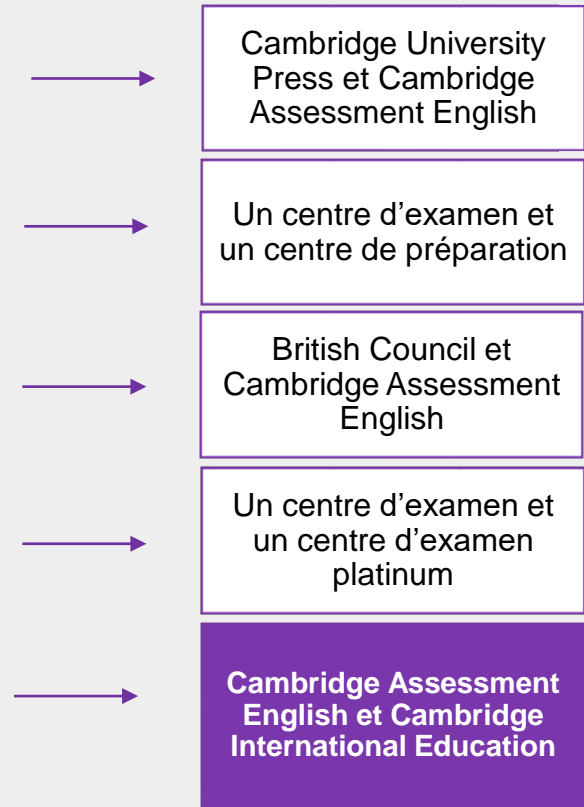 Cambridge University
Press et Cambridge
Assessment English
Un centre d’examen et
un centre de préparation
British Council et
Cambridge Assessment
English
Un centre d’examen et
un centre d’examen
platinum
Cambridge Assessment
English et Cambridge
International Education